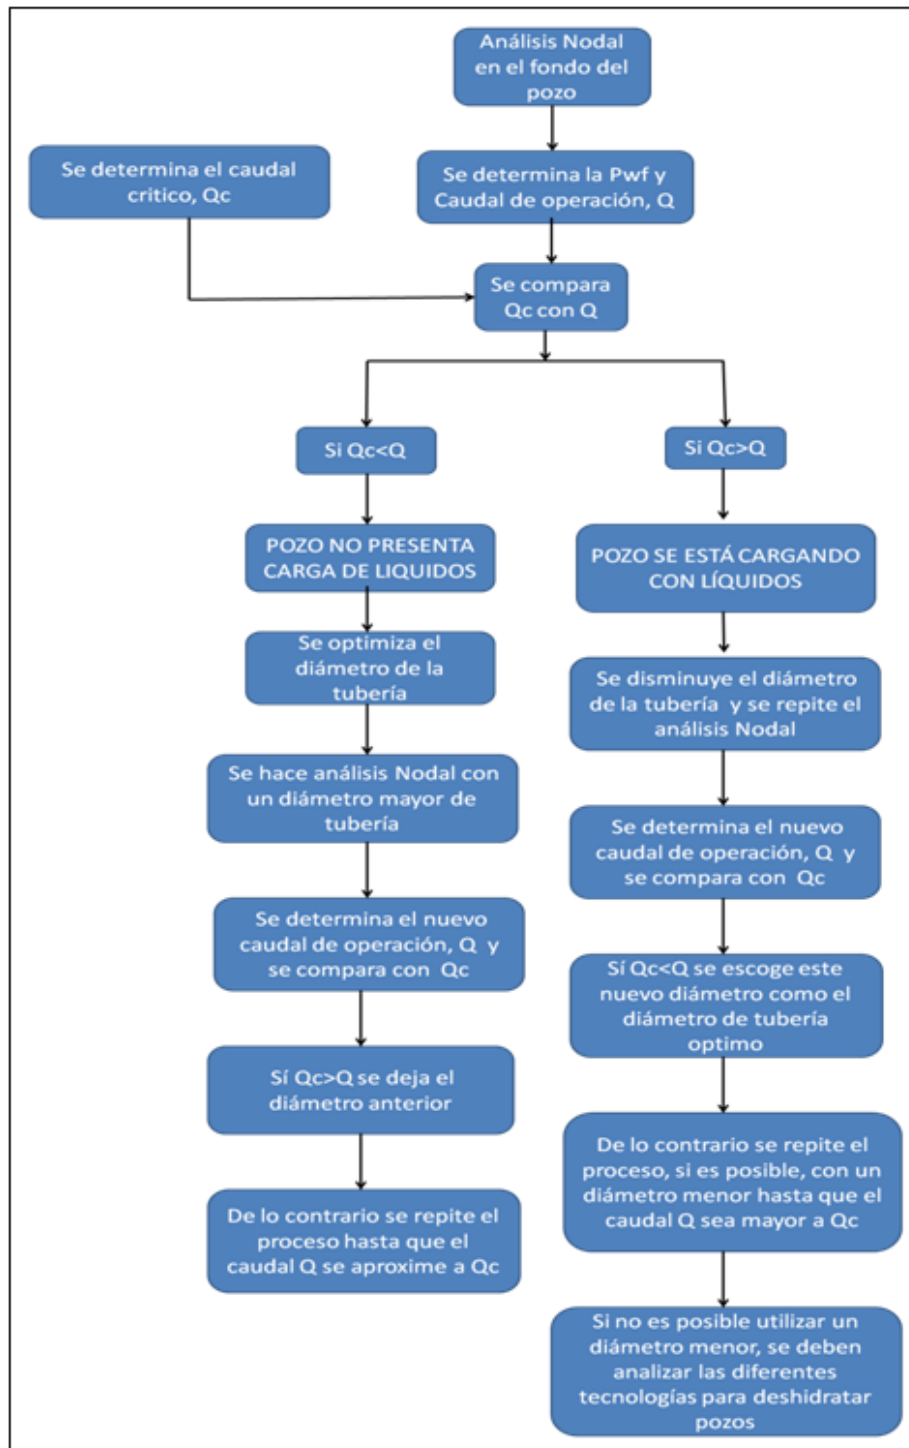 Análisis Nodal
en el fondo del
pozo
Se determina el caudal
critico, Qc
Se determina la Pwf y
Caudal de operación, Q
Se compara
Qc con Q
Si Qc<Q
POZO NO PRESENTA
CARGA DE LIQUIDOS
Se optimiza el
diámetro de la
tubería
Se hace análisis Nodal con
un diámetro mayor de
tubería
Se determina el nuevo
caudal de operación, Q y
se compara con Qc
Sí Qc>Q se deja el
diámetro anterior
De lo contrario se repite el
proceso hasta que el
caudal Q se aproxime a Qc
Si Qc>Q
POZO SE ESTÁ CARGANDO
CON LÍQUIDOS
Se disminuye el diámetro
de la tubería y se repite el
análisis Nodal
Se determina el nuevo
caudal de operación, Q y
se compara con Qc
Sí Qc<Q se escoge este
nuevo diámetro como el
diámetro de tubería
optimo
De lo contrario se repite el
proceso, si es posible, con un
diámetro menor hasta que el
caudal Q sea mayor a Qc
Si no es posible utilizar un
diámetro menor, se deben
analizar las diferentes
tecnologías para deshidratar
pozos